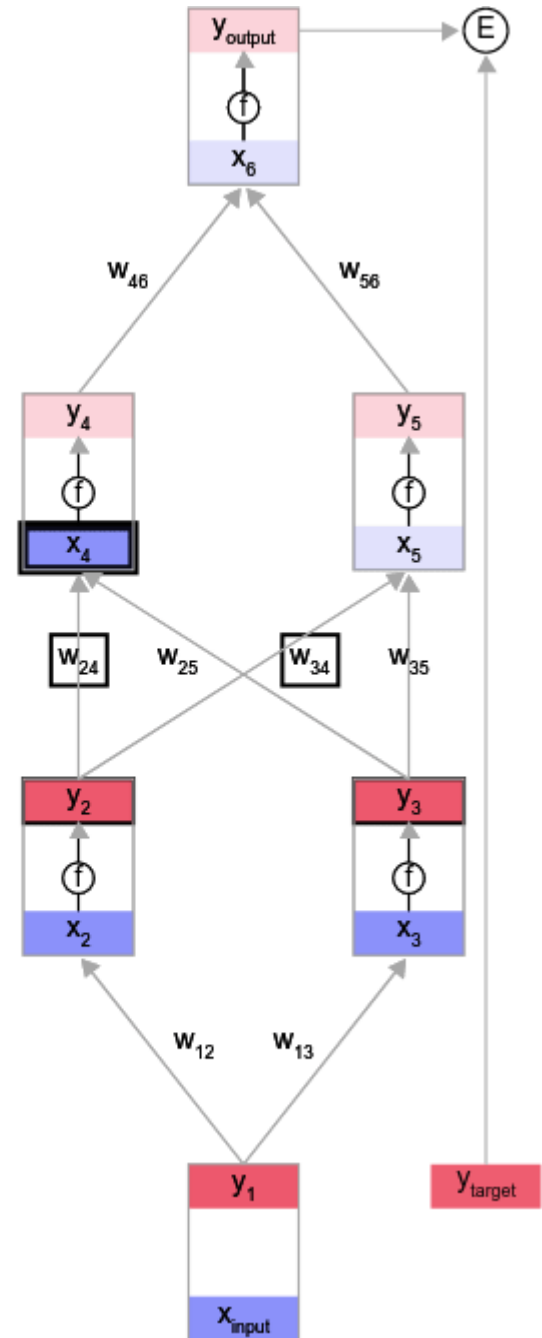 y_output E
f
x_6
w_46 w_56
y_4 y_5
f f
x_4 x_5
w_24 w_25 w_34 w_35
y_2 y_3
f f
x_2 x_3
w_12 w_13
y_1 y_target
x_input